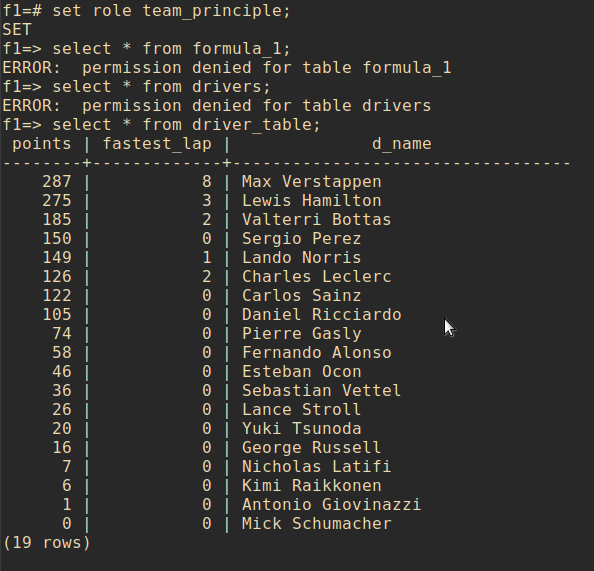 f1=# set role team_principle;
SET
f1=> select * from formula_1;
ERROR:  permission denied for table formula_1
f1=> select * from drivers;
ERROR:  permission denied for table drivers
f1=> select * from driver_table;
 points | fastest_lap |              d_name
--------+-------------+----------------------------------
    287 |           8 | Max Verstappen
    275 |           3 | Lewis Hamilton
    185 |           2 | Valterri Bottas
    150 |           0 | Sergio Perez
    149 |           1 | Lando Norris
    126 |           2 | Charles Leclerc
    122 |           0 | Carlos Sainz
    105 |           0 | Daniel Ricciardo
     74 |           0 | Pierre Gasly
     58 |           0 | Fernando Alonso
     46 |           0 | Esteban Ocon
     36 |           0 | Sebastian Vettel
     26 |           0 | Lance Stroll
     20 |           0 | Yuki Tsunoda
     16 |           0 | George Russell
      7 |           0 | Nicholas Latifi
      6 |           0 | Kimi Raikkonen
      1 |           0 | Antonio Giovinazzi
      0 |           0 | Mick Schumacher
(19 rows)